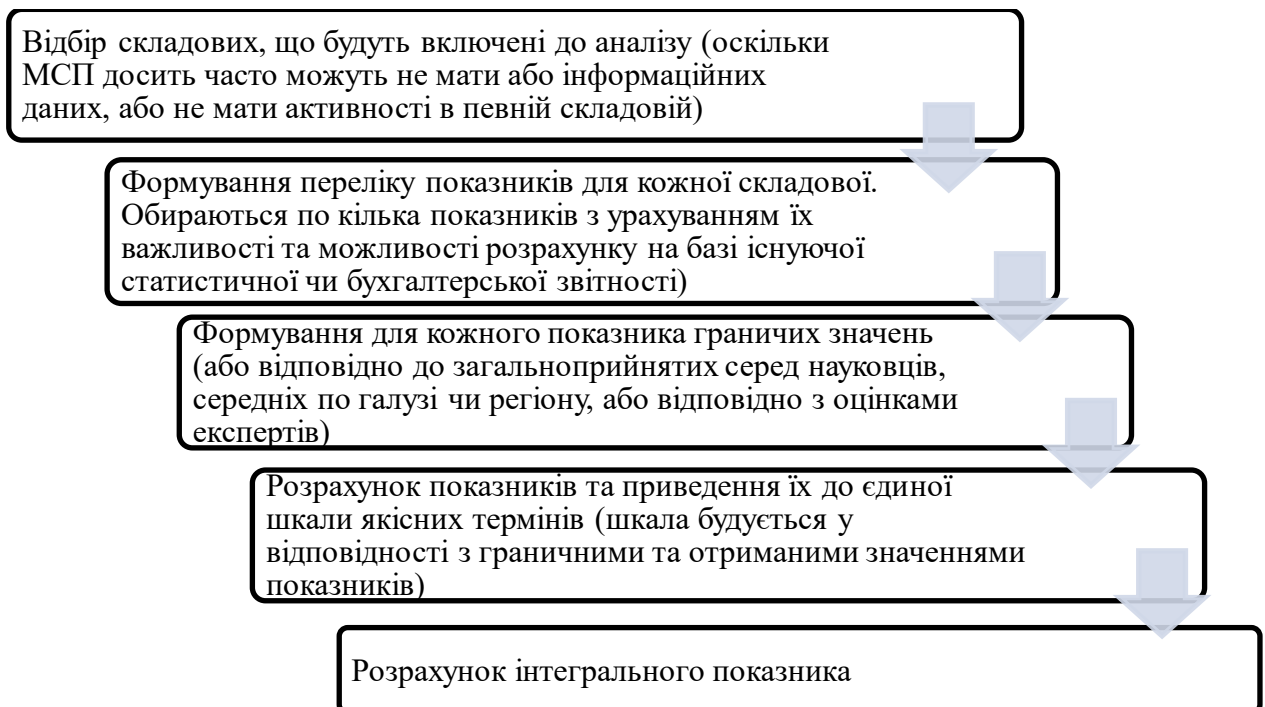 Відбір складових, що будуть включені до аналізу (оскільки
МСП досить часто можуть не мати або інформаційних
даних, або не мати активності в певній складовій)
Формування переліку показників для кожної складової.
Обираються по кілька показників з урахуванням їх
важливості та можливості розрахунку на базі існуючої
статистичної чи бухгалтерської звітності)
Формування для кожного показника граничих значень
(або відповідно до загальноприйнятих серед науковців,
середніх по галузі чи регіону, або відповідно з оцінками
експертів)
Розрахунок показників та приведення їх до єдиної
шкали якісних термінів (шкала будується у
відповідності з граничними та отриманими значеннями
показників)
Розрахунок інтегрального показника